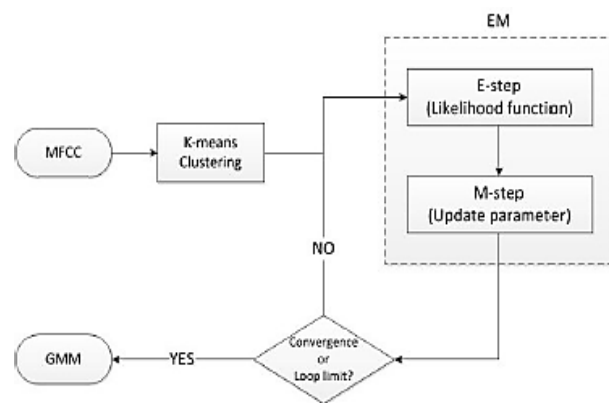 EM
E-step
(Likelihood function)
MFCC
K-means
Clustering
M-step
(Update parameter)
NO
Convergence
or
Loop limit?
YES
GMM